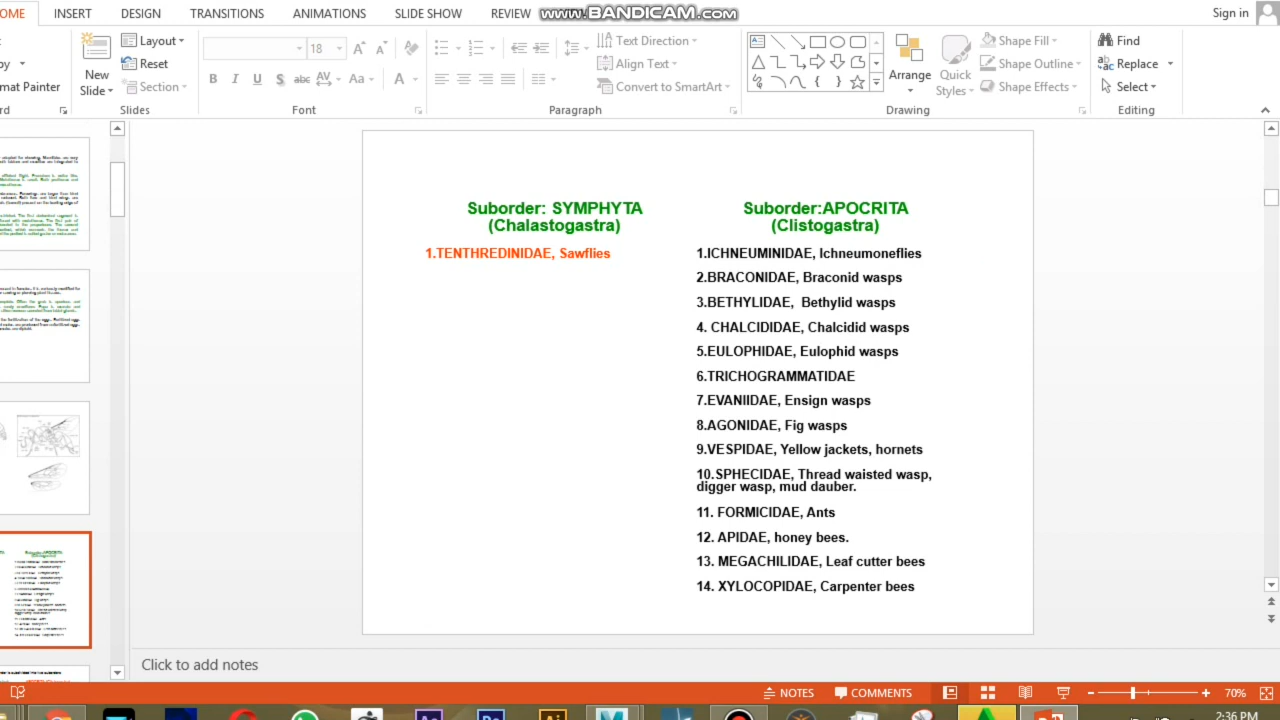 OME INSERT DESIGN TRANSITIONS ANIMATIONS SLIDE SHOW REVIEW
www.BANDICAM.com
Sign in
Layout
Reset
New Slide
Section
py
mat Painter
18
B I U S abc AV Aa A
Text Direction
Align Text
Convert to SmartArt
Arrange
Quick Styles
Shape Fill
Shape Outline
Shape Effects
Find
Replace
Select
rd
Slides
Font
Paragraph
Drawing
Editing
Suborder: SYMPHYTA
(Chalastogastra)
1.TENTHREDINIDAE, Sawflies
Suborder:APOCRITA
(Clistogastra)
1.ICHNEUMINIDAE, Ichneumoneflies
2.BRACONIDAE, Braconid wasps
3.BETHYLIDAE, Bethylid wasps
4. CHALCIDIDAE, Chalcidid wasps
5.EULOPHIDAE, Eulophid wasps
6.TRICHOGRAMMATIDAE
7.EVANIIDAE, Ensign wasps
8.AGONIDAE, Fig wasps
9.VESPIDAE, Yellow jackets, hornets
10.SPHECIDAE, Thread waisted wasp,
digger wasp, mud dauber.
11. FORMICIDAE, Ants
12. APIDAE, honey bees.
13. MEGACHILIDAE, Leaf cutter bees
14. XYLOCOPIDAE, Carpenter bees
Click to add notes
NOTES COMMENTS 70%
2:36 PM